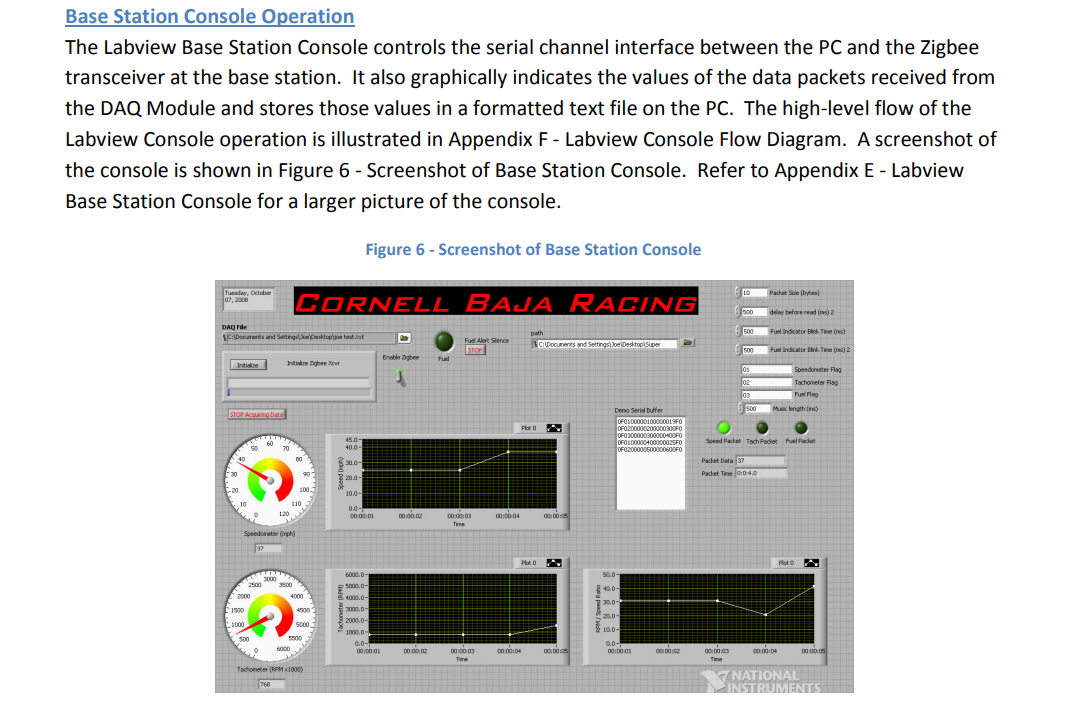 Base Station Console Operation
The Labview Base Station Console controls the serial channel interface between the PC and the Zigbee
transceiver at the base station.  It also graphically indicates the values of the data packets received from
the DAQ Module and stores those values in a formatted text file on the PC.  The high-level flow of the
Labview Console operation is illustrated in Appendix F - Labview Console Flow Diagram.  A screenshot of
the console is shown in Figure 6 - Screenshot of Base Station Console.  Refer to Appendix E - Labview
Base Station Console for a larger picture of the console.
Figure 6 - Screenshot of Base Station Console
Tuesday, October
07, 2008
CORNELL BAJA RACING
10 Packet Size (bytes)
500 delay before read (ms) 2
500 Fuel Indicator Blink Time (ms)
500 Fuel Indicator Blink Time (ms) 2
01 Speedometer Flag
02 Tachometer Flag
03 Fuel Flag
500 Music length (ms)
DAQ File
C:\Documents and Settings\Joe\Desktop\joe test.txt
Fuel
Fuel Alert Silence
STOP
path
C:\Documents and Settings\Joe\Desktop\Super
Initialize
Initialize Zigbee Xcvr
Enable Zigbee
STOP Acquiring Data!
Demo Serial Buffer
0F0100000100000019F0
0F0200000200000300F0
0F0300000300000400F0
0F0100000400000025F0
0F0200000500000600F0
Speed Packet Tach Packet Fuel Packet
Packet Data 37
Packet Time 0:0:4.0
0 10 20 30 40 50 60 70 80 90 100 110 120
Speedometer (mph)
37
Plot 0
Speed (mph)
45.0
40.0
30.0
20.0
10.0
0.0
00:00:01 00:00:02 00:00:03 00:00:04 00:00:05
Time
0 500 1000 1500 2000 2500 3000 3500 4000 4500 5000 5500 6000
Tachometer (RPM x1000)
768
Plot 0
Tachometer (RPM)
6000.0
5000.0
4000.0
3000.0
2000.0
1000.0
0.0
00:00:01 00:00:02 00:00:03 00:00:04 00:00:05
Time
Plot 0
RPM / Speed Ratio
50.0
40.0
30.0
20.0
10.0
0.0
00:00:01 00:00:02 00:00:03 00:00:04 00:00:05
Time
NATIONAL
INSTRUMENTS